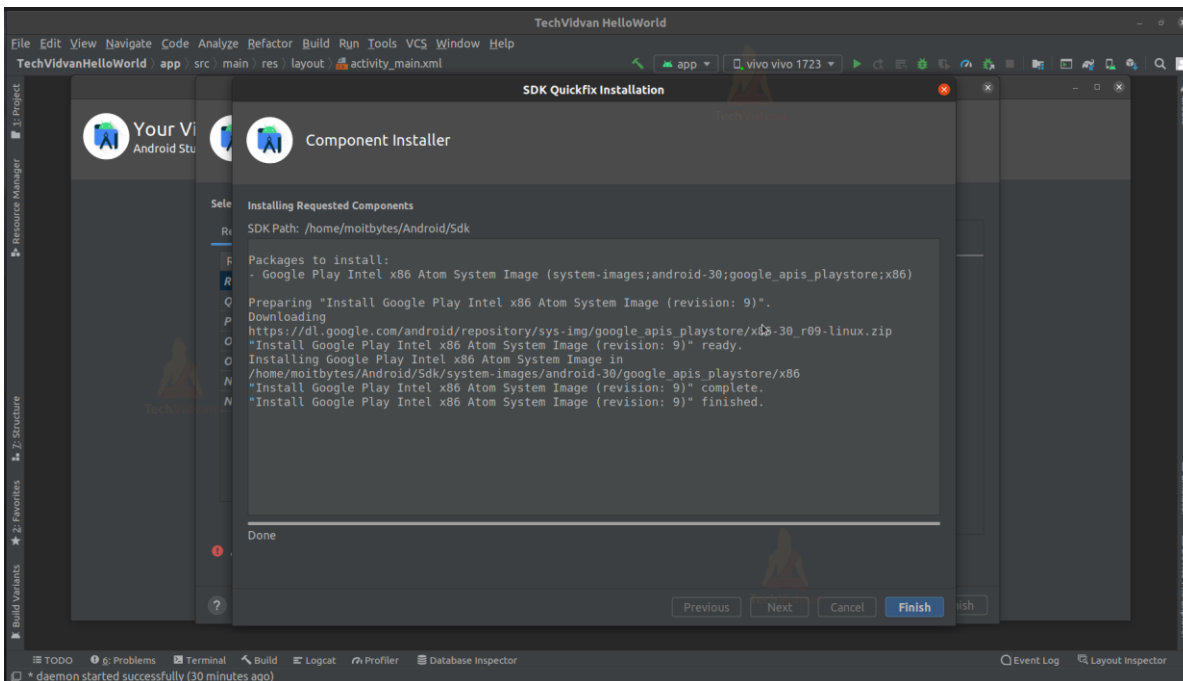 TechVidvan HelloWorld
File Edit View Navigate Code Analyze Refactor Build Run Tools VCS Window Help
TechVidvanHelloWorld app src main res layout activity_main.xml app vivo vivo 1723
SDK Quickfix Installation
1: Project
Resource Manager
7: Structure
2: Favorites
Build Variants
Your Vi
Android Stu
Component Installer
Sele
Re
Installing Requested Components
SDK Path: /home/moitbytes/Android/Sdk
Packages to install:
- Google Play Intel x86 Atom System Image (system-images;android-30;google_apis_playstore;x86)
Preparing "Install Google Play Intel x86 Atom System Image (revision: 9)".
Downloading
https://dl.google.com/android/repository/sys-img/google_apis_playstore/x86-30_r09-linux.zip
"Install Google Play Intel x86 Atom System Image (revision: 9)" ready.
Installing Google Play Intel x86 Atom System Image in
/home/moitbytes/Android/Sdk/system-images/android-30/google_apis_playstore/x86
"Install Google Play Intel x86 Atom System Image (revision: 9)" complete.
"Install Google Play Intel x86 Atom System Image (revision: 9)" finished.
Done
Previous Next Cancel Finish ish
TODO 6: Problems Terminal Build Logcat Profiler Database Inspector Event Log Layout Inspector
* daemon started successfully (30 minutes ago)